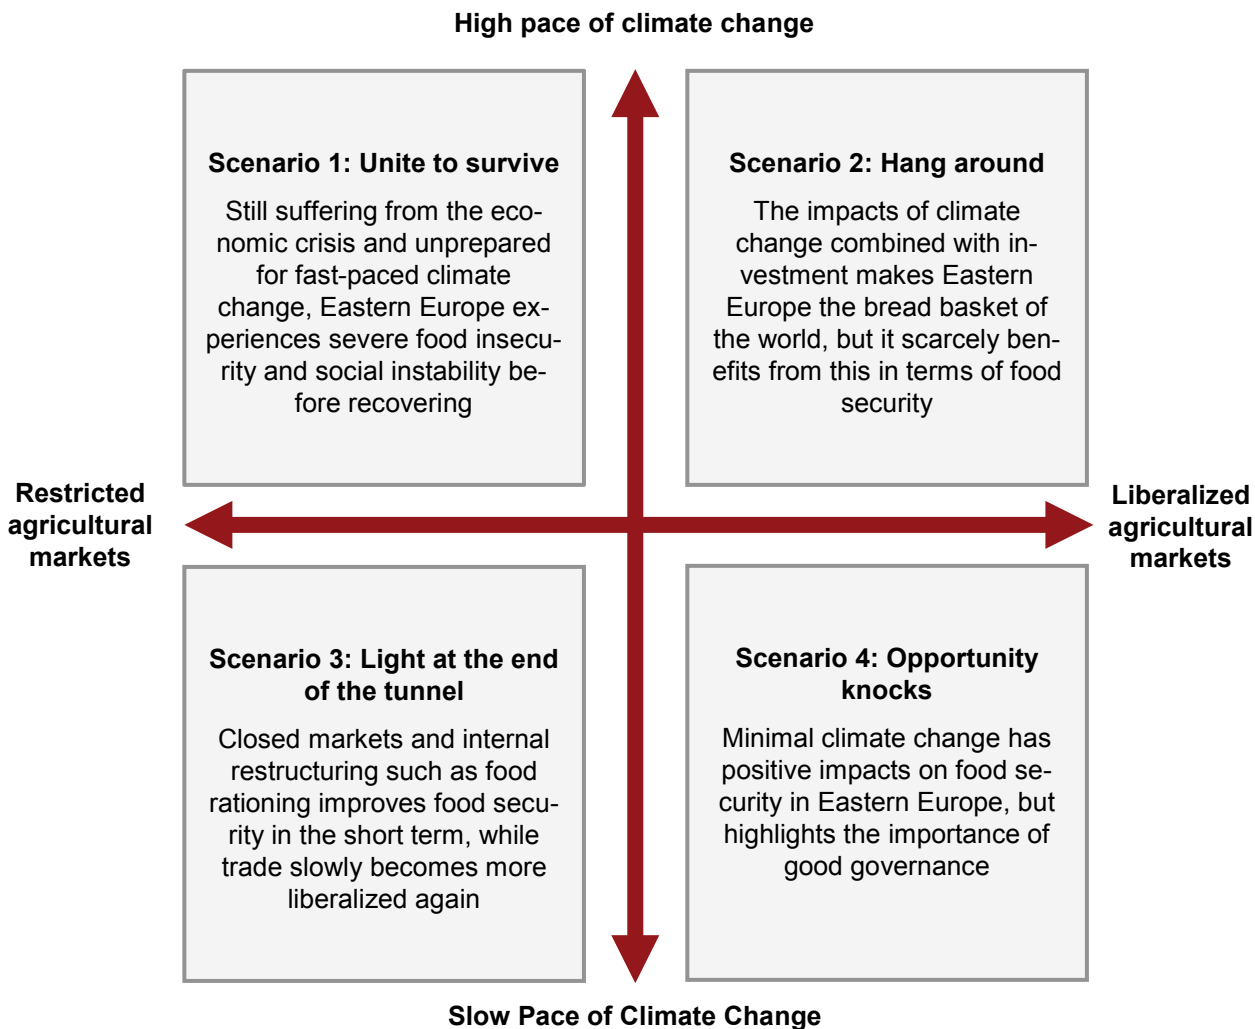 High pace of climate change
Scenario 1: Unite to survive
Still suffering from the eco-
nomic crisis and unprepared
for fast-paced climate
change, Eastern Europe ex-
periences severe food insecu-
rity and social instability be-
fore recovering
Scenario 2: Hang around
The impacts of climate
change combined with in-
vestment makes Eastern
Europe the bread basket of
the world, but it scarcely ben-
efits from this in terms of food
security
Restricted
agricultural
markets
Liberalized
agricultural
markets
Scenario 3: Light at the end
of the tunnel
Closed markets and internal
restructuring such as food
rationing improves food secu-
rity in the short term, while
trade slowly becomes more
liberalized again
Scenario 4: Opportunity
knocks
Minimal climate change has
positive impacts on food se-
curity in Eastern Europe, but
highlights the importance of
good governance
Slow Pace of Climate Change